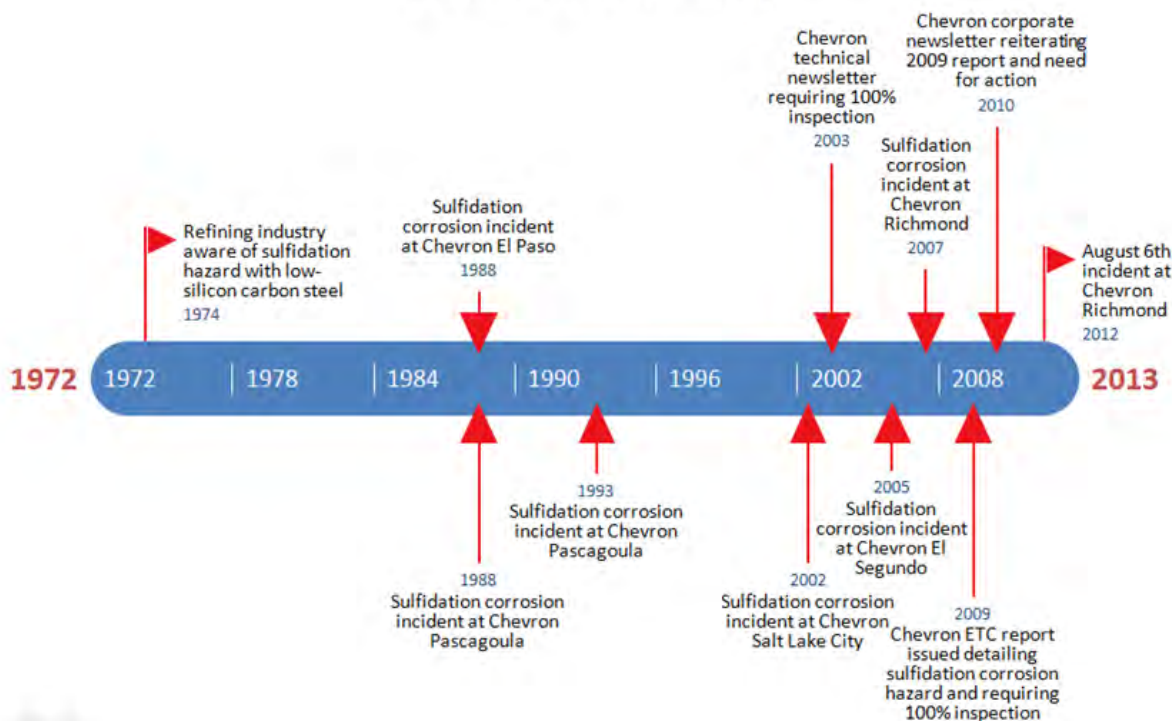 Chevron
technical
newsletter
requiring 100%
inspection
2003
Chevron corporate
newsletter reiterating
2009 report and need
for action
2010
Sulfidation
corrosion
incident at
Chevron
Richmond
2007
Sulfidation
corrosion incident
at Chevron El Paso
1988
Refining industry
aware of sulfidation
hazard with low-
silicon carbon steel
1974
August 6th
incident at
Chevron
Richmond
2012
1972
1972
1978
1984
1990
1996
2002
2008
2013
1988
Sulfidation corrosion
incident at Chevron
Pascagoula
1993
Sulfidation corrosion
incident at Chevron
Pascagoula
2002
Sulfidation corrosion
incident at Chevron
Salt Lake City
2005
Sulfidation
corrosion incident
at Chevron El
Segundo
2009
Chevron ETC report
issued detailing
sulfidation corrosion
hazard and requiring
100% inspection